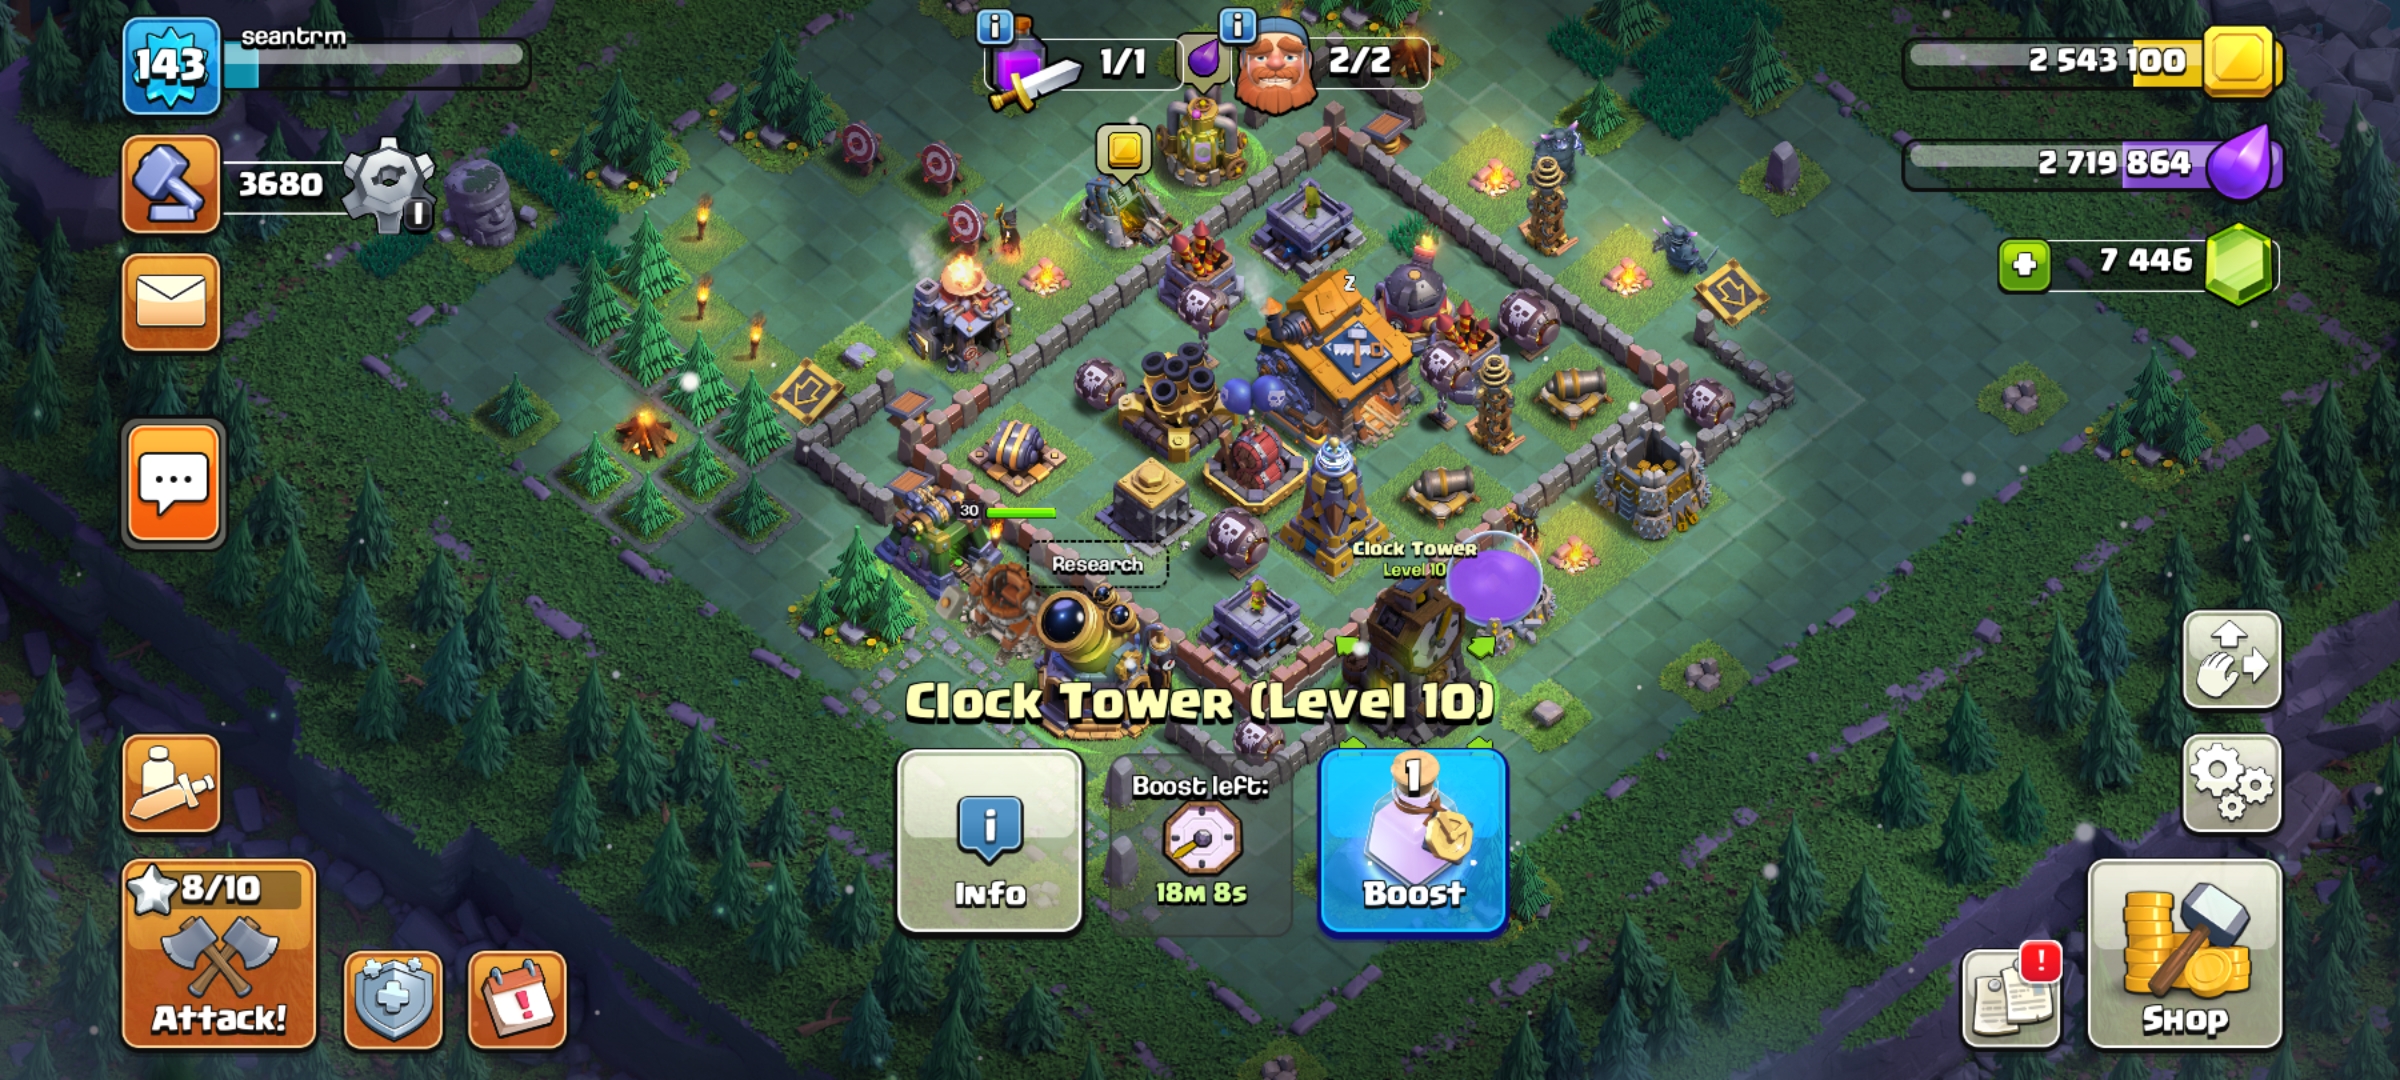 seantrm
143
1/1
2/2
2 543 100
3680
2 719 864
7 446
z
30
Research
Clock Tower
Level 10
Clock Tower (Level 10)
Info
Boost left:
18M 8s
1
Boost
8/10
Attack!
!
Shop